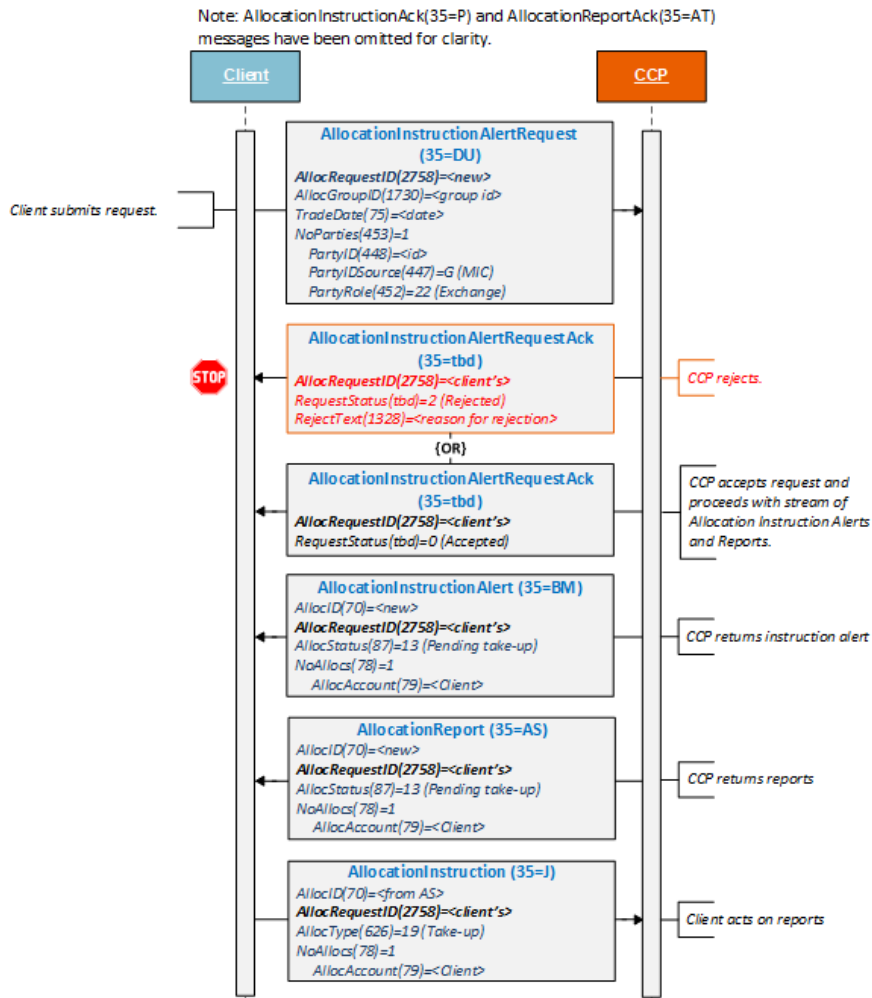 Note: AllocationInstructionAck(35=P) and AllocationReportAck(35=AT)
messages have been omitted for clarity.
Client
CCP
AllocationInstructionAlertRequest
(35=DU)
AllocRequestID(2758)=<new>
AllocGroupID(1730)=<group id>
TradeDate(75)=<date>
NoParties(453)=1
PartyID(448)=<id>
PartyIDSource(447)=G (MIC)
PartyRole(452)=22 (Exchange)
Client submits request.
AllocationInstructionAlertRequestAck
(35=tbd)
AllocRequestID(2758)=<client's>
RequestStatus(tbd)=2 (Rejected)
RejectText(1328)=<reason for rejection>
STOP
CCP rejects.
{OR}
AllocationInstructionAlertRequestAck
(35=tbd)
AllocRequestID(2758)=<client's>
RequestStatus(tbd)=0 (Accepted)
CCP accepts request and
proceeds with stream of
Allocation Instruction Alerts
and Reports.
AllocationInstructionAlert (35=BM)
AllocID(70)=<new>
AllocRequestID(2758)=<client's>
AllocStatus(87)=13 (Pending take-up)
NoAllocs(78)=1
AllocAccount(79)=<Client>
CCP returns instruction alert
AllocationReport (35=AS)
AllocID(70)=<new>
AllocRequestID(2758)=<client's>
AllocStatus(87)=13 (Pending take-up)
NoAllocs(78)=1
AllocAccount(79)=<Client>
CCP returns reports
AllocationInstruction (35=J)
AllocID(70)=<from AS>
AllocRequestID(2758)=<client's>
AllocType(626)=19 (Take-up)
NoAllocs(78)=1
AllocAccount(79)=<Client>
Client acts on reports